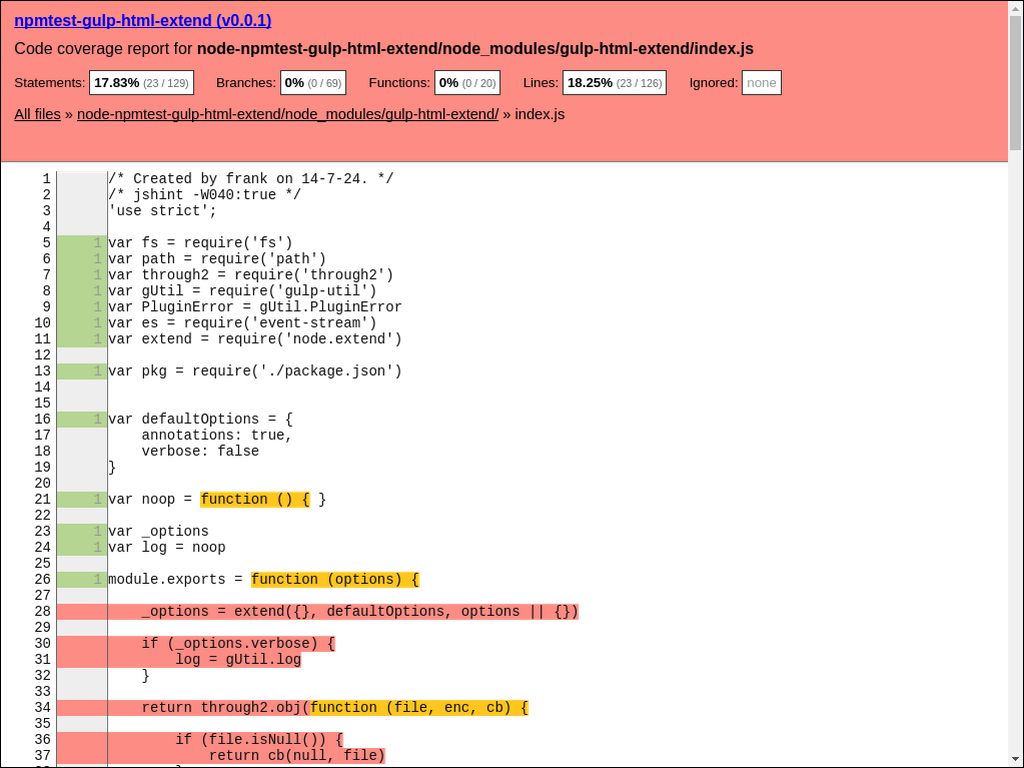 npmtest-gulp-html-extend (v0.0.1)
Code coverage report for node-npmtest-gulp-html-extend/node_modules/gulp-html-extend/index.js
Statements: 17.83% (23 / 129) Branches: 0% (0 / 69) Functions: 0% (0 / 20) Lines: 18.25% (23 / 126) Ignored: none
All files » node-npmtest-gulp-html-extend/node_modules/gulp-html-extend/ » index.js
1 /* Created by frank on 14-7-24. */
2 /* jshint -W040:true */
3 'use strict';
4
5 1 var fs = require('fs')
6 1 var path = require('path')
7 1 var through2 = require('through2')
8 1 var gUtil = require('gulp-util')
9 1 var PluginError = gUtil.PluginError
10 1 var es = require('event-stream')
11 1 var extend = require('node.extend')
12
13 1 var pkg = require('./package.json')
14
15
16 1 var defaultOptions = {
17     annotations: true,
18     verbose: false
19 }
20
21 1 var noop = function () { }
22
23 1 var _options
24 1 var log = noop
25
26 1 module.exports = function (options) {
27
28     _options = extend({}, defaultOptions, options || {})
29
30     if (_options.verbose) {
31         log = gUtil.log
32     }
33
34     return through2.obj(function (file, enc, cb) {
35
36         if (file.isNull()) {
37             return cb(null, file)